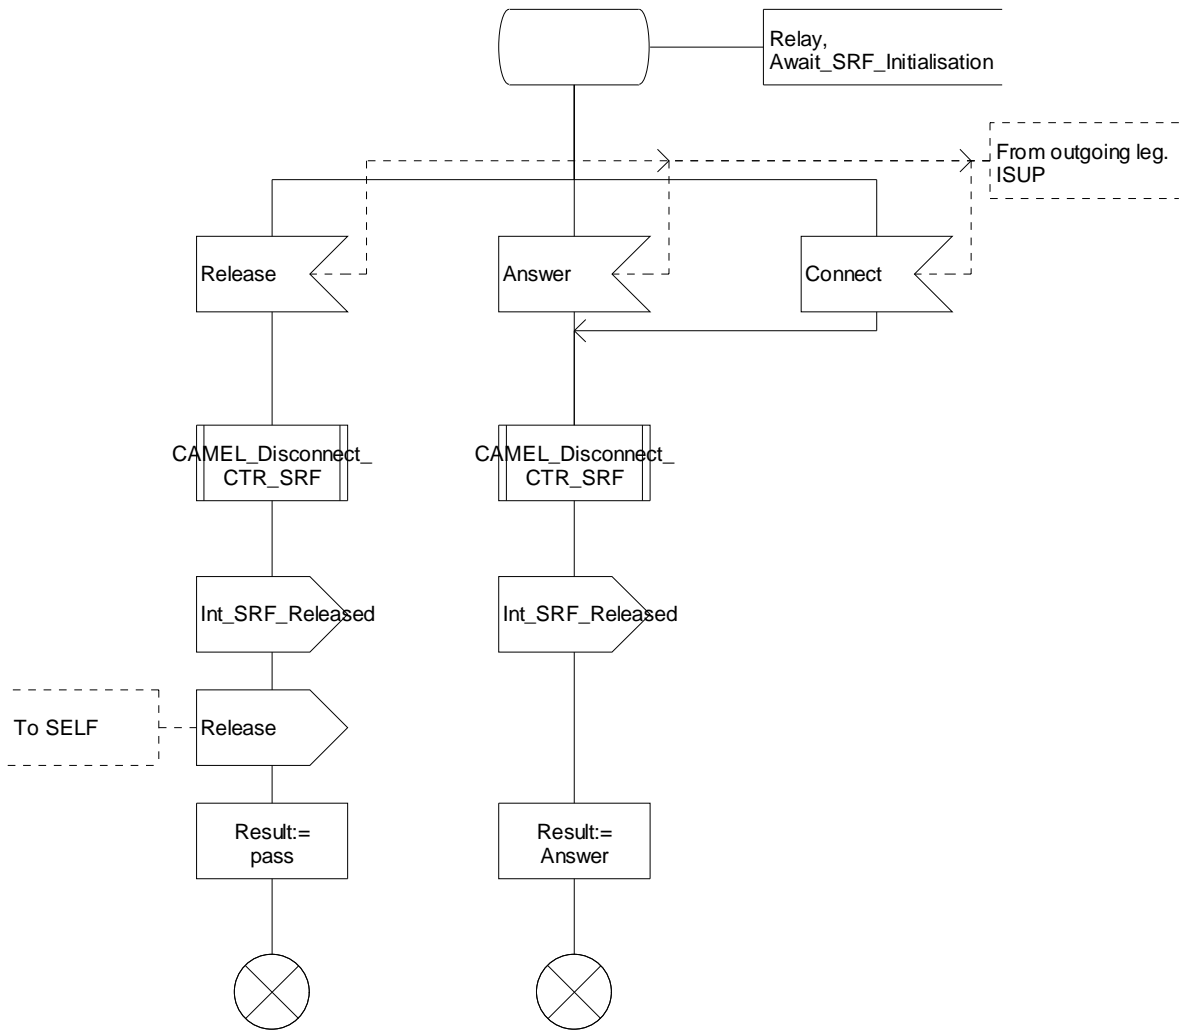 Relay,
Await_SRF_Initialisation
From outgoing leg.
ISUP
Release
Answer
Connect
CAMEL_Disconnect_
CTR_SRF
CAMEL_Disconnect_
CTR_SRF
Int_SRF_Released
Int_SRF_Released
To SELF
Release
Result:=
pass
Result:=
Answer